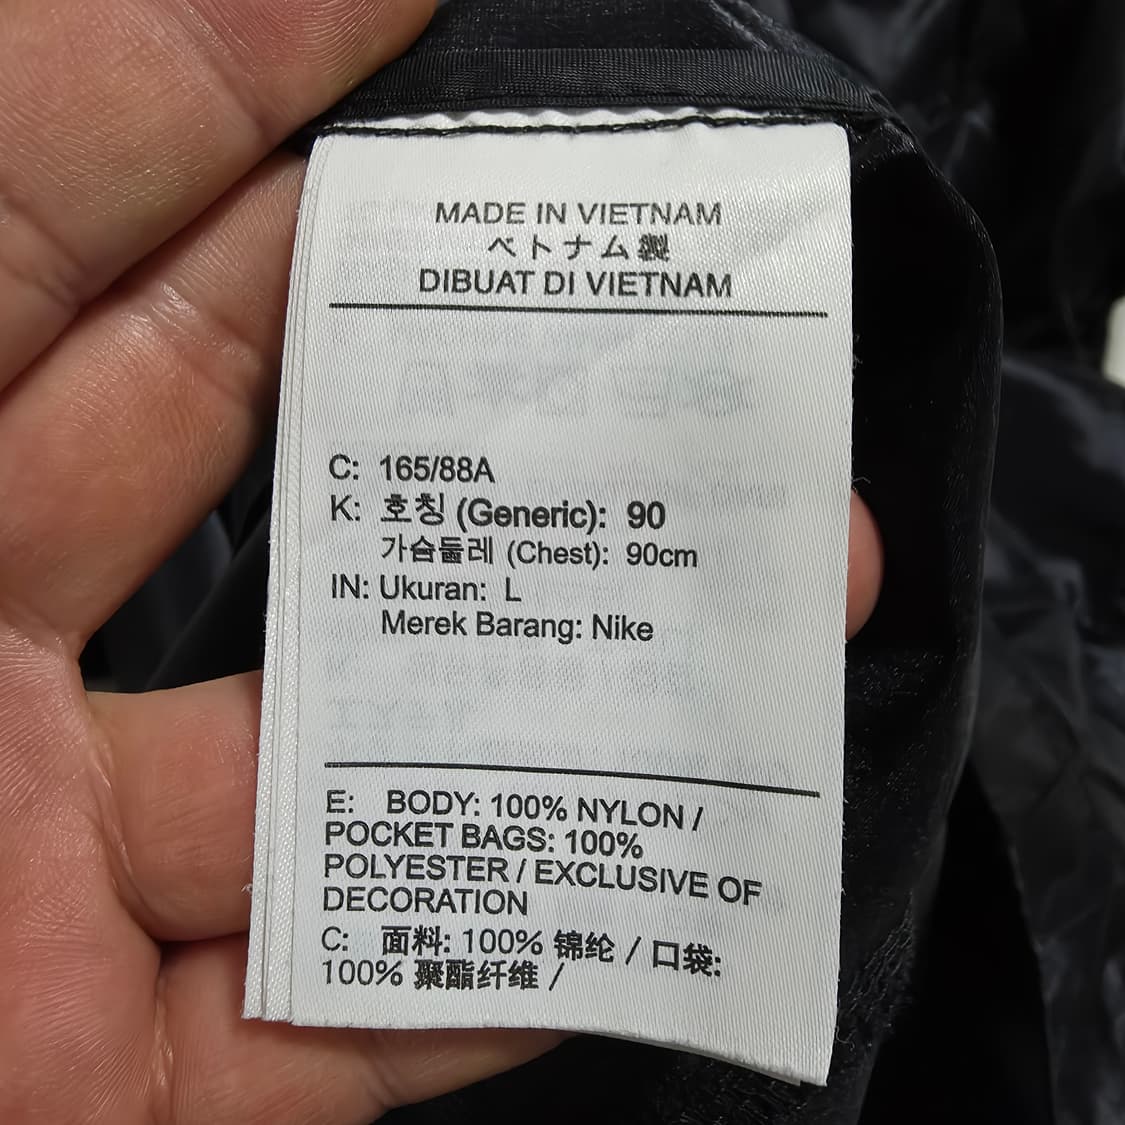 MADE IN VIETNAM
ベトナム製
DIBUAT DI VIETNAM
C: 165/88A
K: 호칭 (Generic): 90
가슴둘레 (Chest): 90cm
IN: Ukuran: L
Merek Barang: Nike
E: BODY: 100% NYLON /
POCKET BAGS: 100%
POLYESTER / EXCLUSIVE OF
DECORATION
C: 面料: 100% 锦纶 / 口袋:
100% 聚酯纤维 /